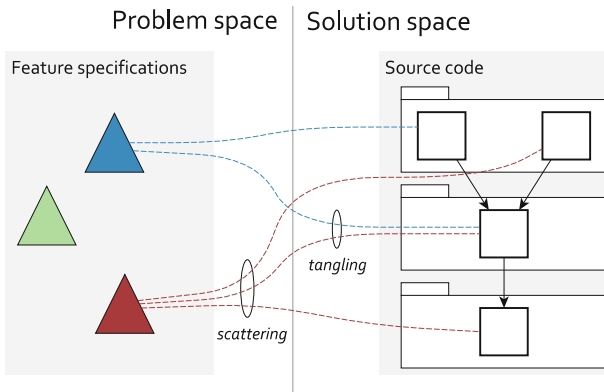 Problem space
Solution space
Feature specifications
Source code
tangling
scattering